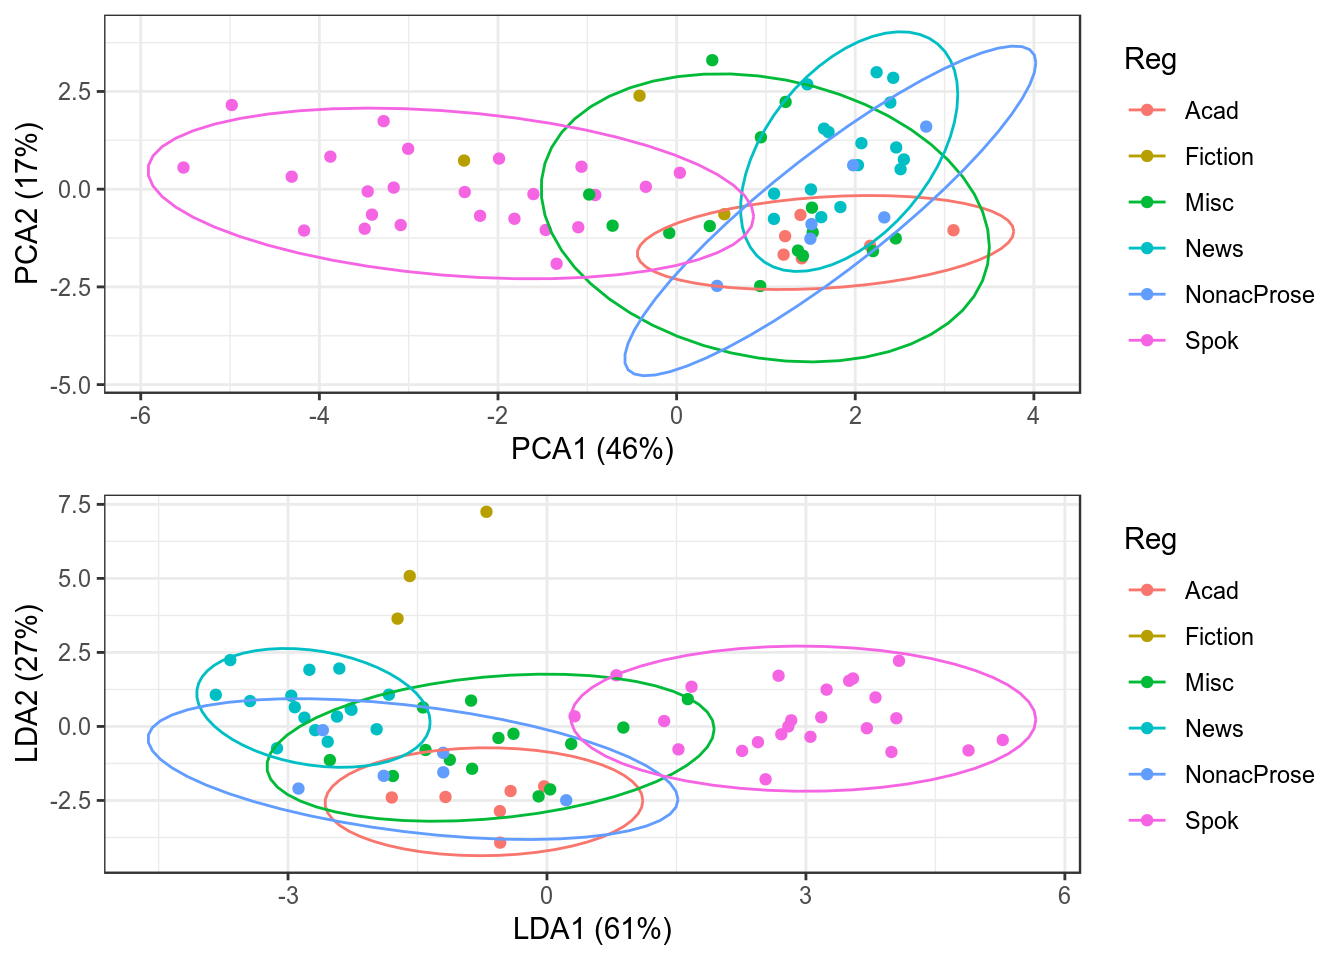 Reg
Acad
Fiction
Misc
News
NonacProse
Spok
2.5
0.0
-2.5
-5.0
PCA2 (17%)
-6 -4 -2 0 2 4
PCA1 (46%)
Reg
Acad
Fiction
Misc
News
NonacProse
Spok
7.5
5.0
2.5
0.0
-2.5
LDA2 (27%)
-3 0 3 6
LDA1 (61%)